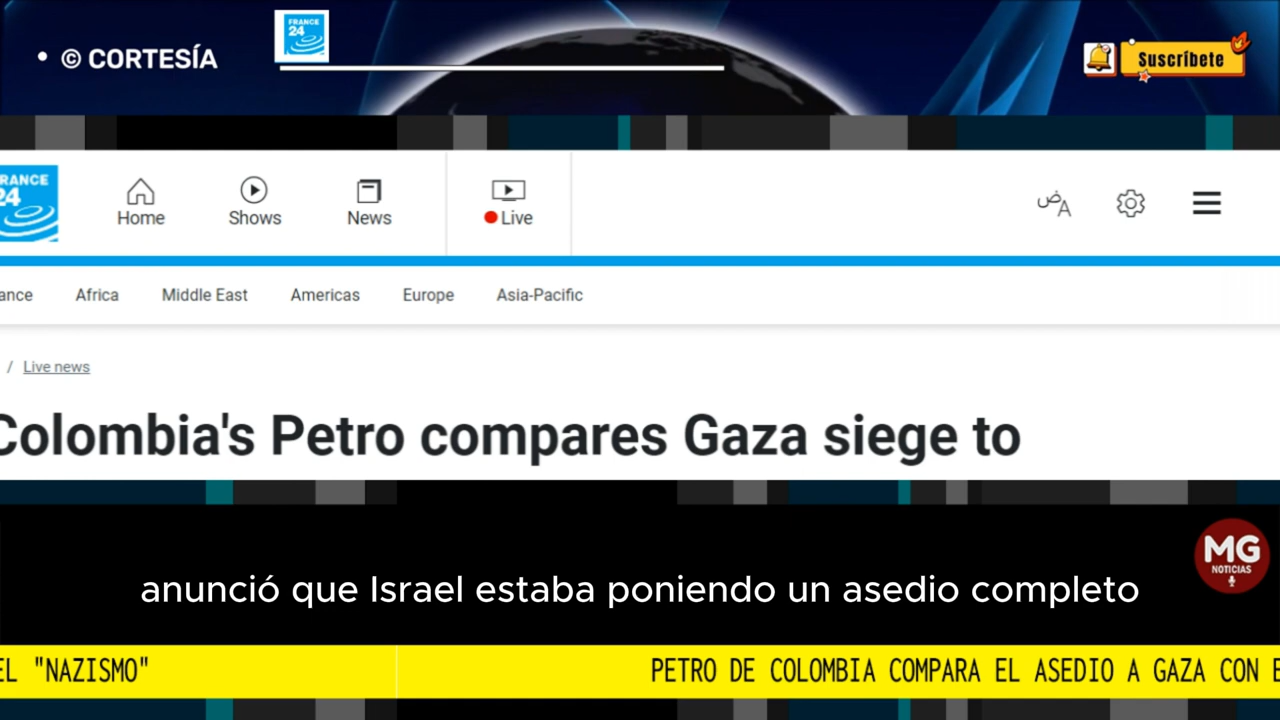 FRANCE
24
• © CORTESÍA
Suscríbete
RANCE
24
Home
Shows
News
Live
ضA
ance
Africa
Middle East
Americas
Europe
Asia-Pacific
/ Live news
Colombia's Petro compares Gaza siege to
MG
NOTICIAS
anunció que Israel estaba poniendo un asedio completo
EL "NAZISMO"
PETRO DE COLOMBIA COMPARA EL ASEDIO A GAZA CON E